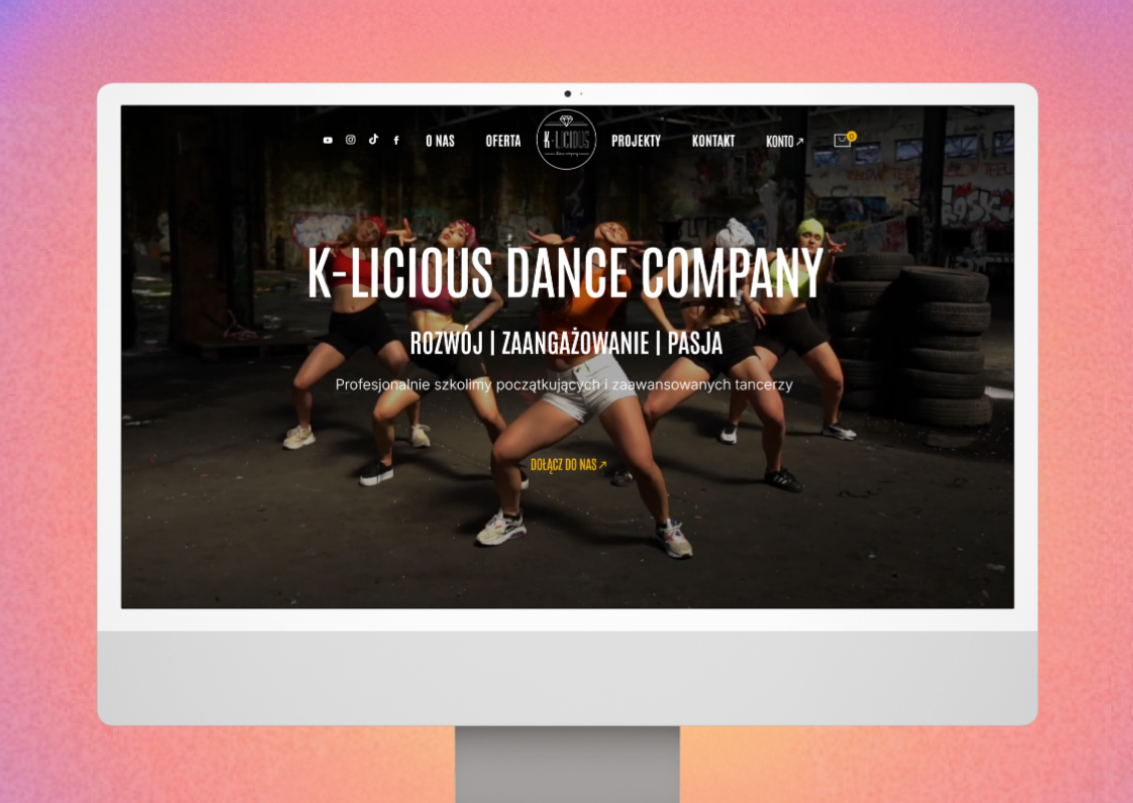 O NAS
OFERTA
K-LICIOUS
PROJEKTY
KONTAKT
KONTO ↗
0
K-LICIOUS DANCE COMPANY
ROZWÓJ | ZAANGAŻOWANIE | PASJA
Profesjonalnie szkolimy początkujących i zaawansowanych tancerzy
DOŁĄCZ DO NAS ↗